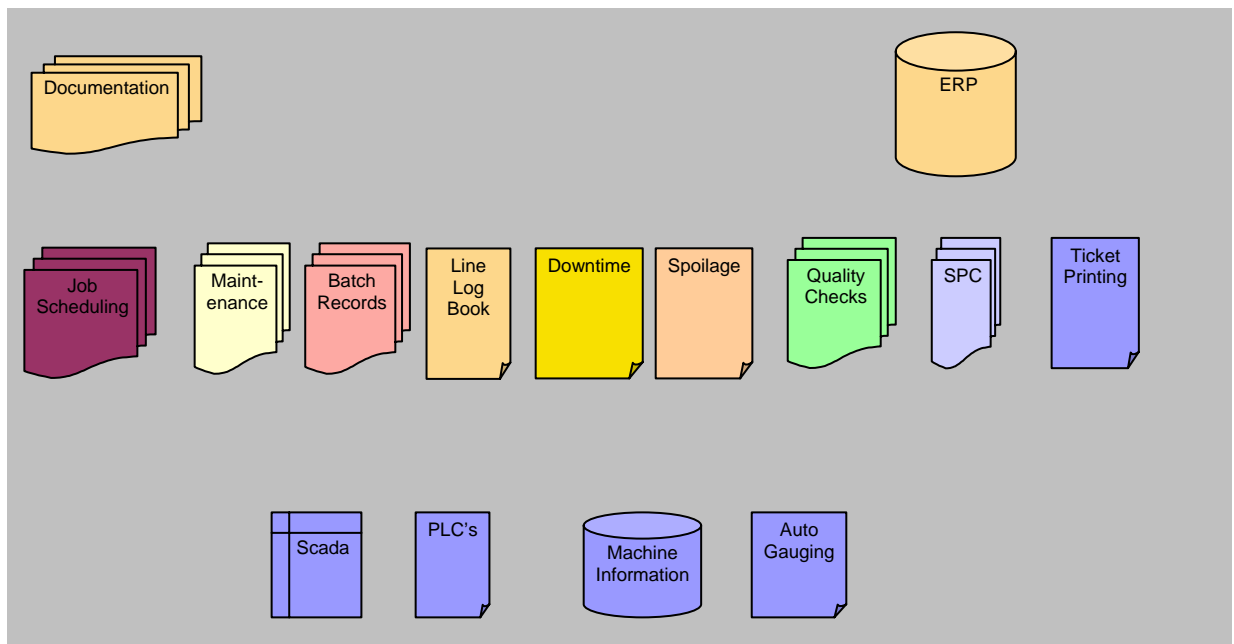 Documentation
ERP
Job
Scheduling
Maint-
enance
Batch
Records
Line
Log
Book
Downtime
Spoilage
Quality
Checks
SPC
Ticket
Printing
Scada
PLC's
Machine
Information
Auto
Gauging